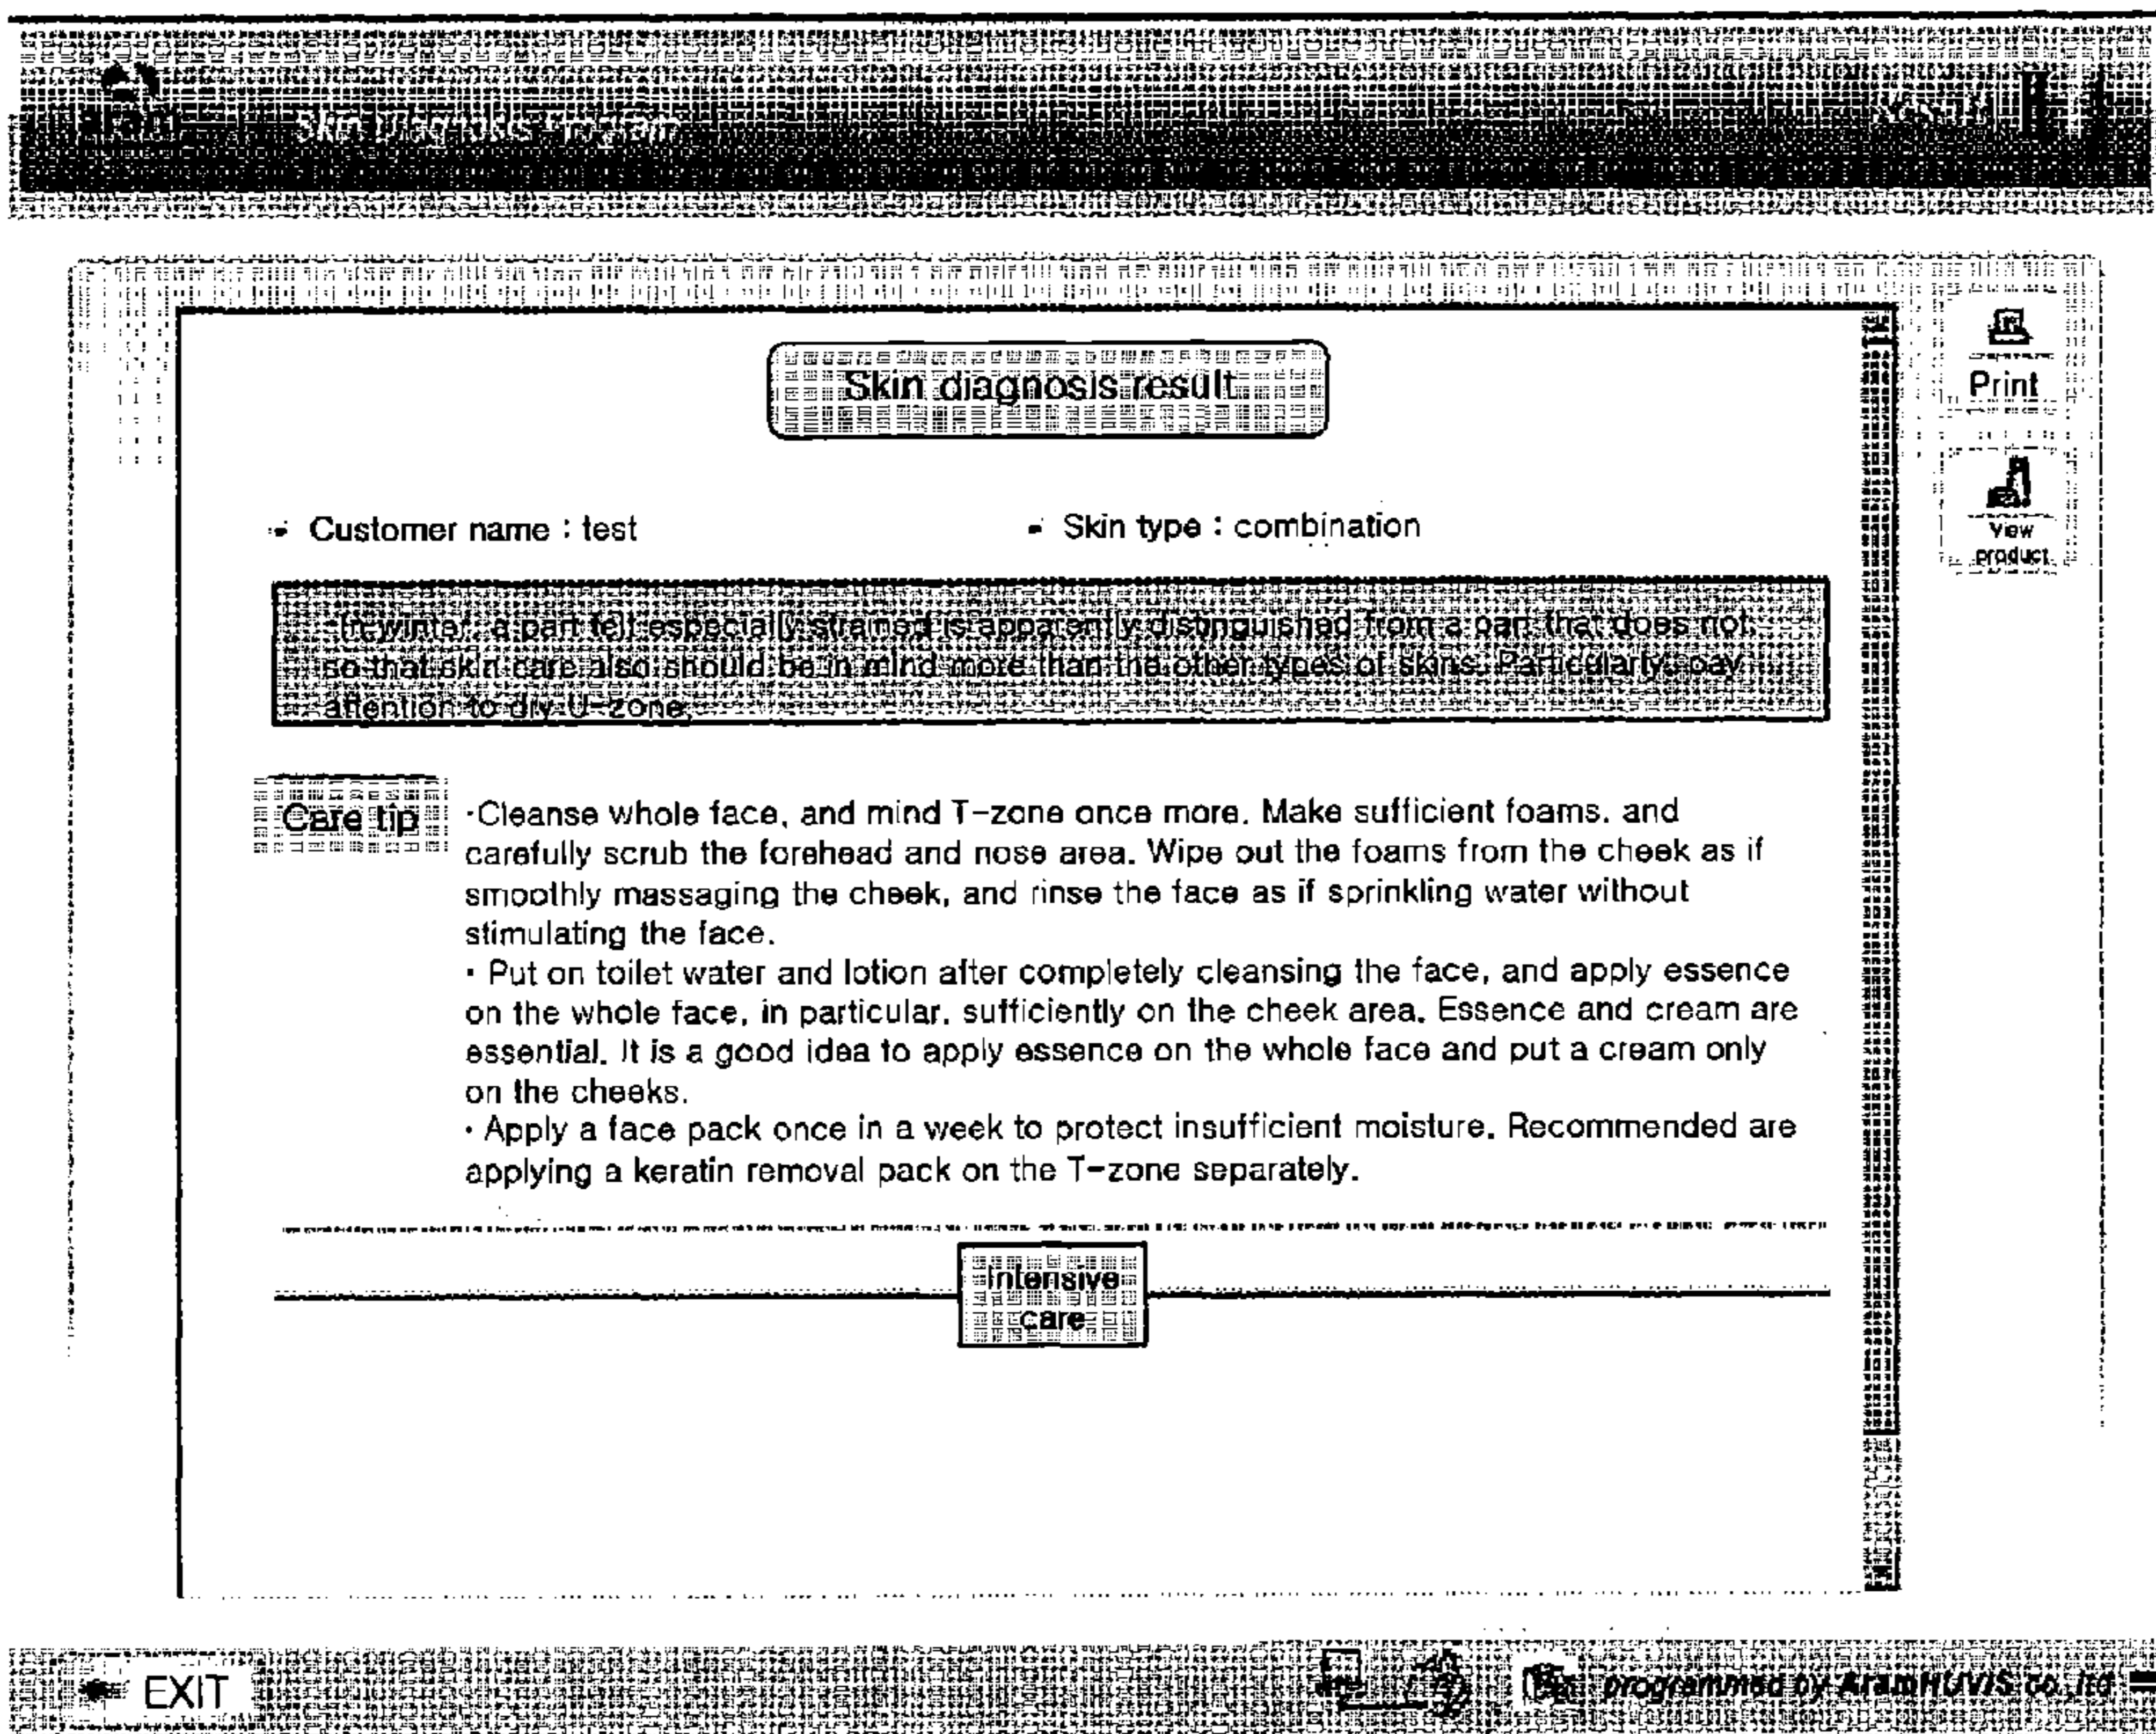 aram
Skin Diagnosis Program
Result
Skin diagnosis result
Print
View
product
Customer name : test
Skin type : combination
In winter, a part felt especially strained is apparently distinguished from a part that does not,
so that skin care also should be in mind more than the other types of skins. Particularly, pay
attention to dry U-zone.
Care tip
·Cleanse whole face, and mind T-zone once more. Make sufficient foams, and
carefully scrub the forehead and nose area. Wipe out the foams from the cheek as if
smoothly massaging the cheek, and rinse the face as if sprinkling water without
stimulating the face.
· Put on toilet water and lotion after completely cleansing the face, and apply essence
on the whole face, in particular, sufficiently on the cheek area. Essence and cream are
essential. It is a good idea to apply essence on the whole face and put a cream only
on the cheeks.
· Apply a face pack once in a week to protect insufficient moisture. Recommended are
applying a keratin removal pack on the T-zone separately.
Intensive
care
EXIT
programmed by AramHUVIS co.,ltd